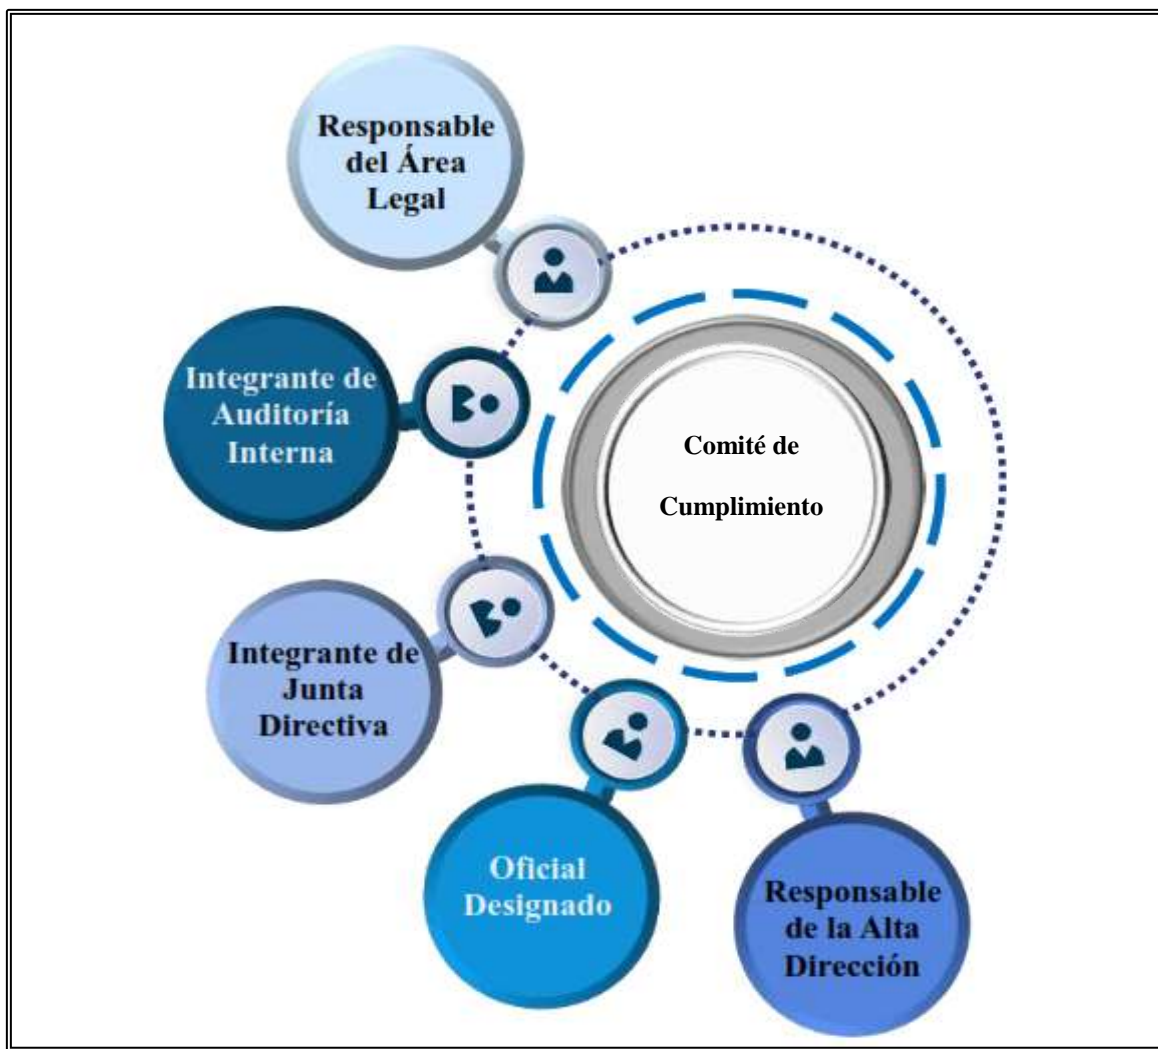 Responsable
del Área
Legal
Integrante de
Auditoría
Interna
Comité de
Cumplimiento
Integrante de
Junta
Directiva
Oficial
Designado
Responsable
de la Alta
Dirección